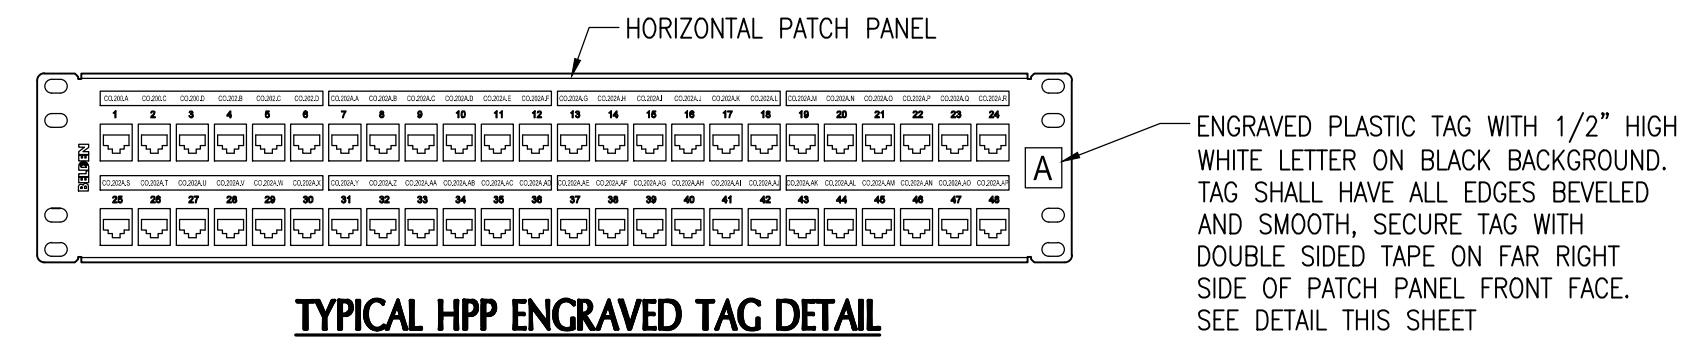 HORIZONTAL PATCH PANEL
CO.200.A CO.200.C CO.200.D CO.202.B CO.202.C CO.202.D CO.202A.A CO.202A.B CO.202A.C CO.202A.D CO.202A.E CO.202A.F CO.202A.G CO.202A.H CO.202A.I CO.202A.J CO.202A.K CO.202A.L CO.202A.M CO.202A.N CO.202A.O CO.202A.P CO.202A.Q CO.202A.R
1 2 3 4 5 6 7 8 9 10 11 12 13 14 15 16 17 18 19 20 21 22 23 24
BELDEN
A
CO.202A.S CO.202A.T CO.202A.U CO.202A.V CO.202A.W CO.202A.X CO.202A.Y CO.202A.Z CO.202A.AA CO.202A.AB CO.202A.AC CO.202A.AD CO.202A.AE CO.202A.AF CO.202A.AG CO.202A.AH CO.202A.AI CO.202A.AJ CO.202A.AK CO.202A.AL CO.202A.AM CO.202A.AN CO.202A.AO CO.202A.AP
25 26 27 28 29 30 31 32 33 34 35 36 37 38 39 40 41 42 43 44 45 46 47 48
ENGRAVED PLASTIC TAG WITH 1/2" HIGH
WHITE LETTER ON BLACK BACKGROUND.
TAG SHALL HAVE ALL EDGES BEVELED
AND SMOOTH, SECURE TAG WITH
DOUBLE SIDED TAPE ON FAR RIGHT
SIDE OF PATCH PANEL FRONT FACE.
SEE DETAIL THIS SHEET
TYPICAL HPP ENGRAVED TAG DETAIL